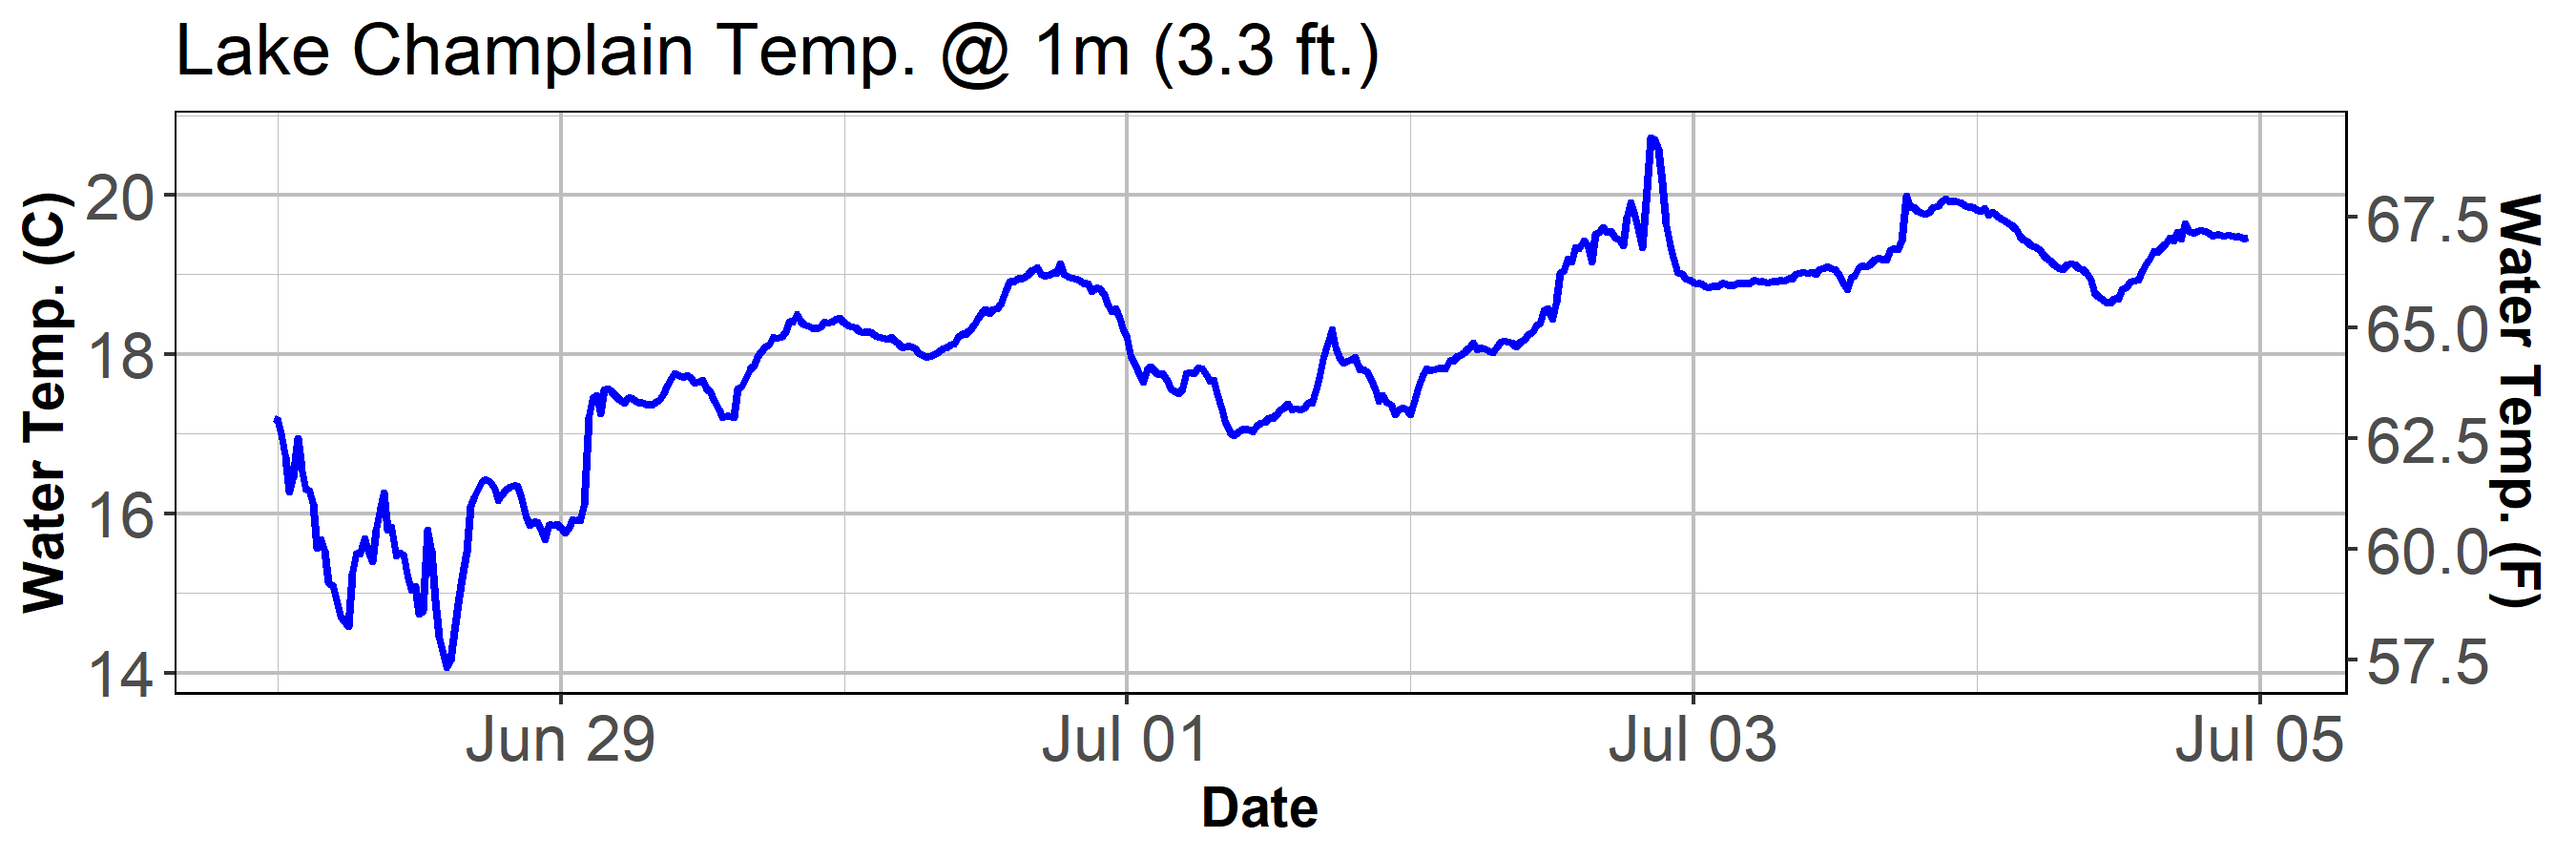 Lake Champlain Temp. @ 1m (3.3 ft.)
Water Temp. (C)
20
18
16
14
67.5
65.0
62.5
60.0
57.5
Water Temp. (F)
Jun 29 Jul 01 Jul 03 Jul 05
Date